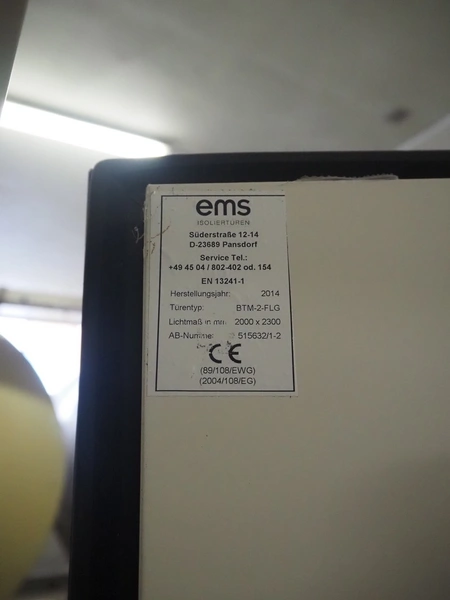 ems
ISOLIERTÜREN
Süderstraße 12-14
D-23689 Pansdorf
Service Tel.:
+49 45 04 / 802-402 od. 154
EN 13241-1
Herstellungsjahr: 2014
Türentyp: BTM-2-FLG
Lichtmaß in mm: 2000 x 2300
AB-Nummer: 515632/1-2
CE
(89/108/EWG)
(2004/108/EG)